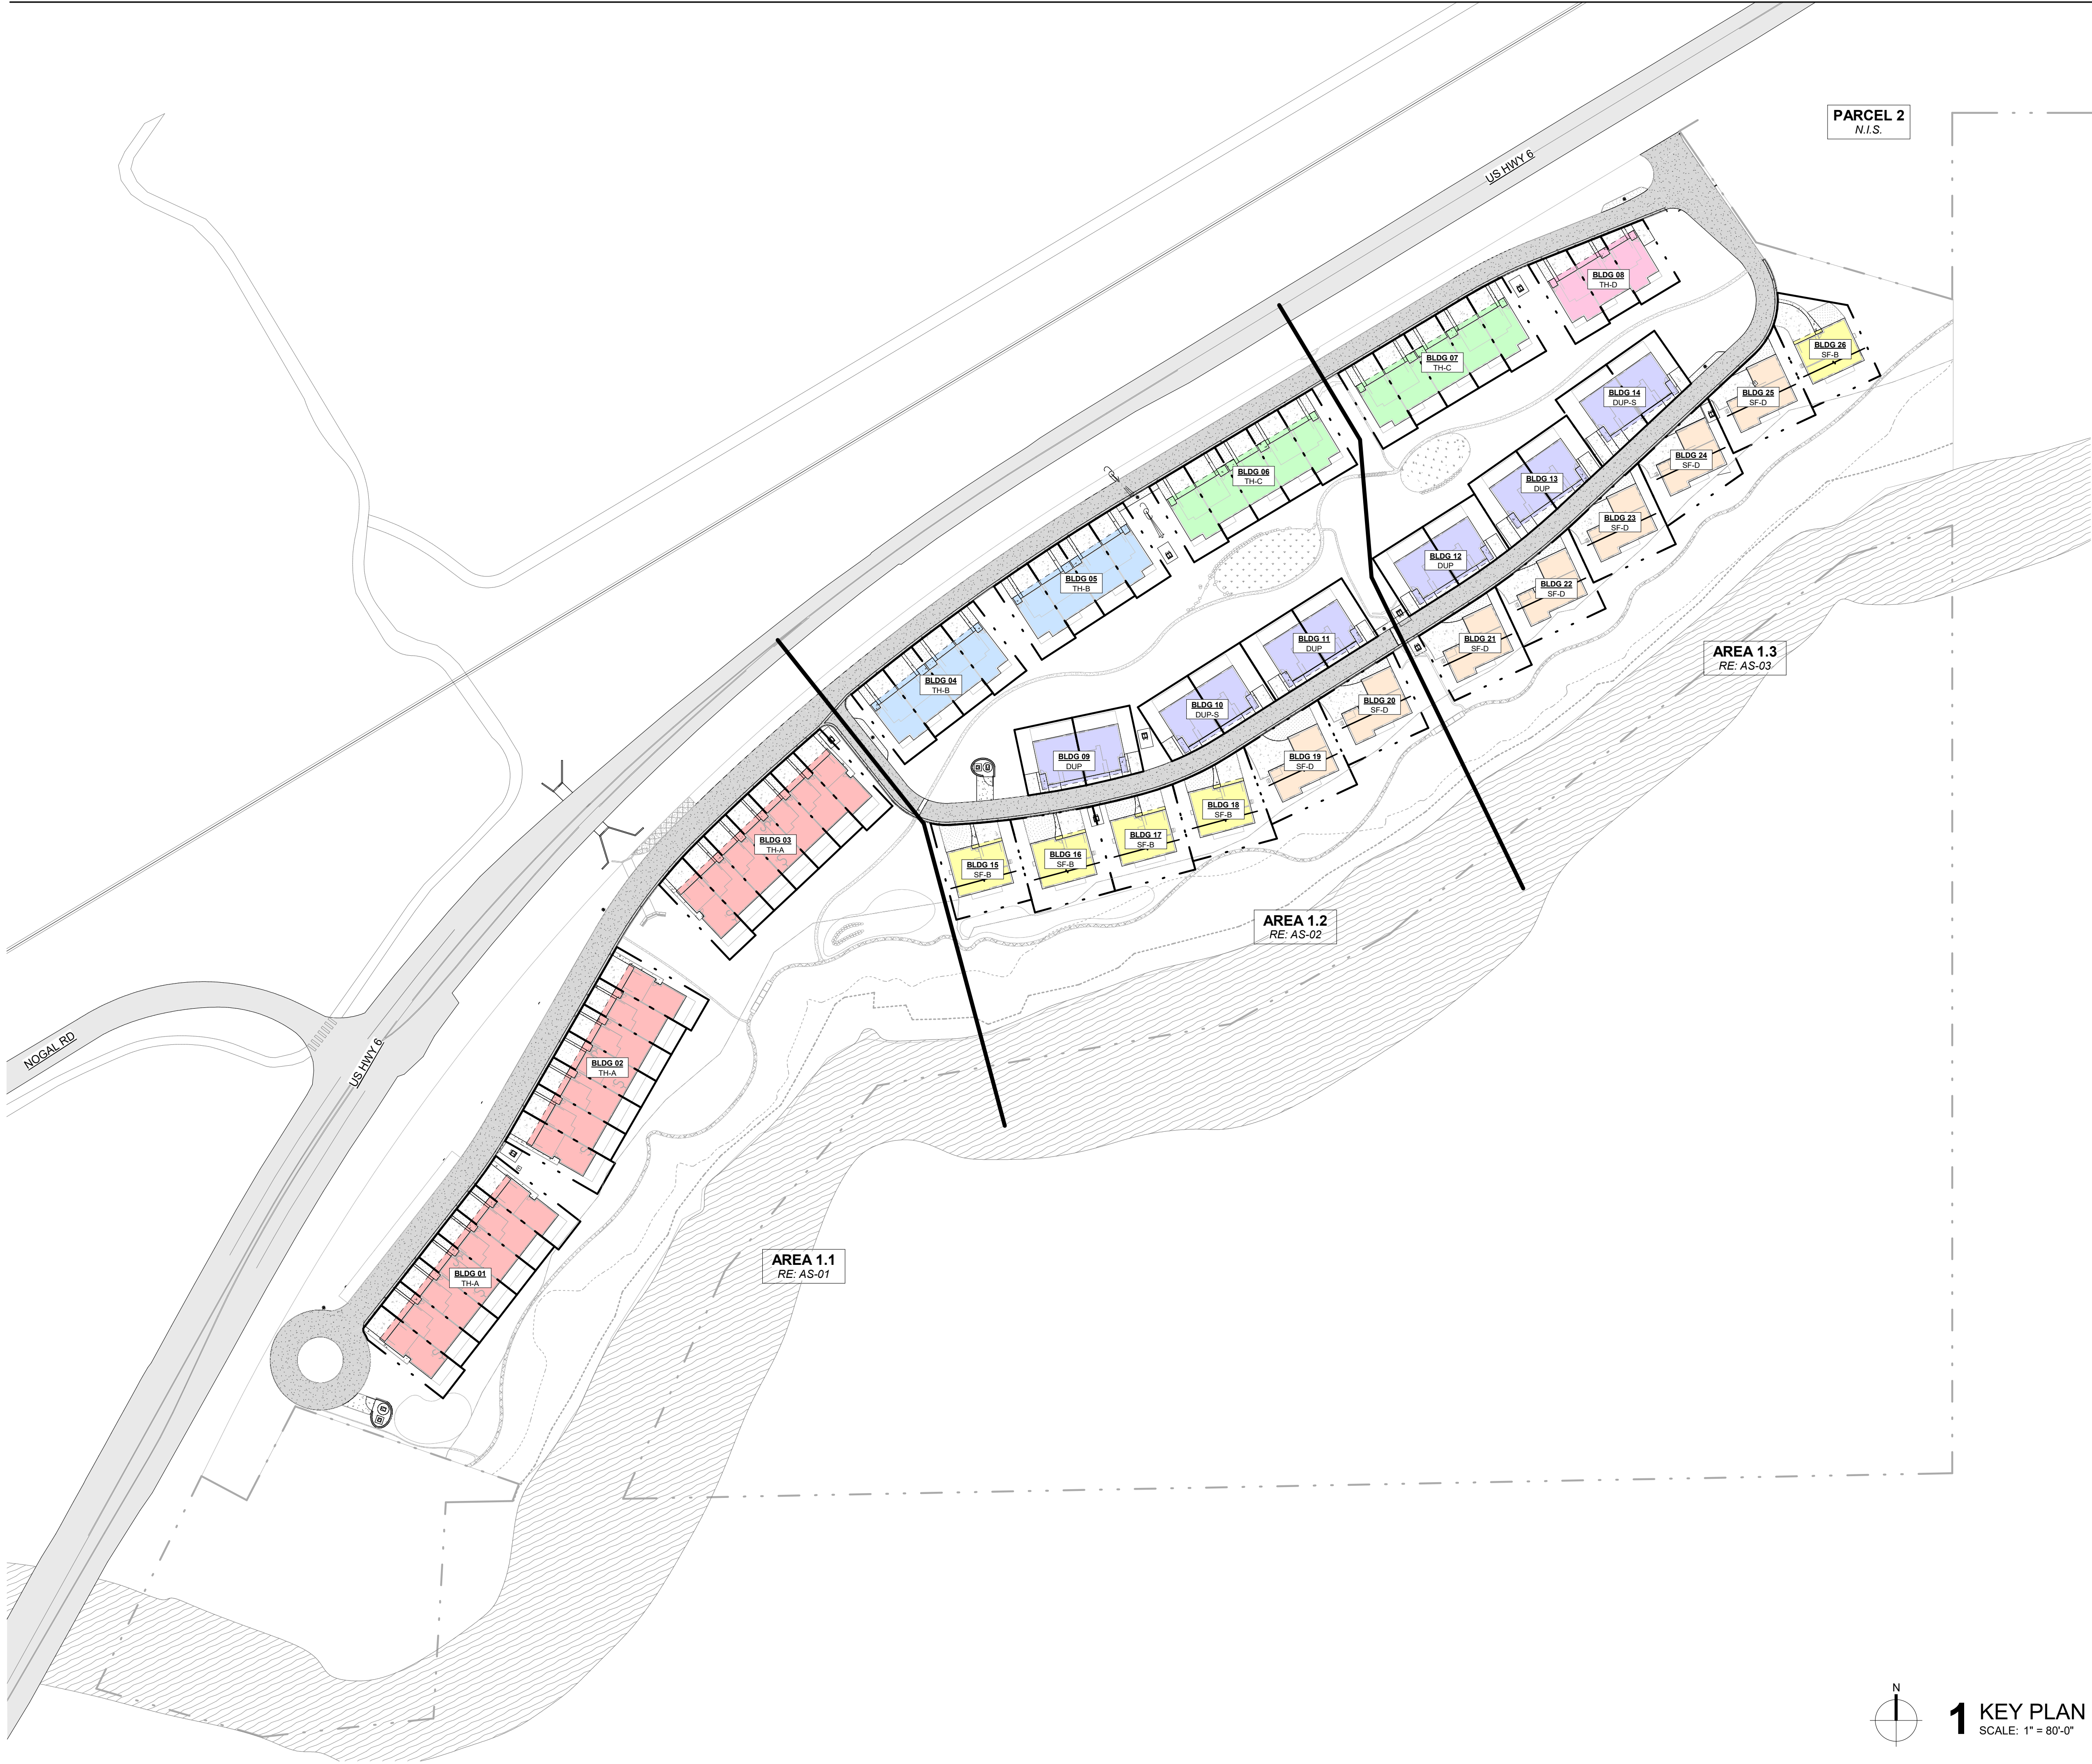 PARCEL 2
N.I.S.
US HWY 6
BLDG 08
TH-D
BLDG 26
SF-B
BLDG 07
TH-C
BLDG 14
DUP-S
BLDG 25
SF-D
BLDG 24
SF-D
BLDG 06
TH-C
BLDG 13
DUP
BLDG 23
SF-D
BLDG 12
DUP
BLDG 05
TH-B
BLDG 22
SF-D
BLDG 11
DUP
BLDG 21
SF-D
AREA 1.3
RE: AS-03
BLDG 04
TH-B
BLDG 10
DUP-S
BLDG 20
SF-D
BLDG 09
DUP
BLDG 19
SF-D
BLDG 18
SF-B
BLDG 03
TH-A
BLDG 17
SF-B
BLDG 16
SF-B
BLDG 15
SF-B
AREA 1.2
RE: AS-02
NOGAL RD
US HWY 6
BLDG 02
TH-A
AREA 1.1
RE: AS-01
BLDG 01
TH-A
N
1 KEY PLAN
SCALE: 1" = 80'-0"